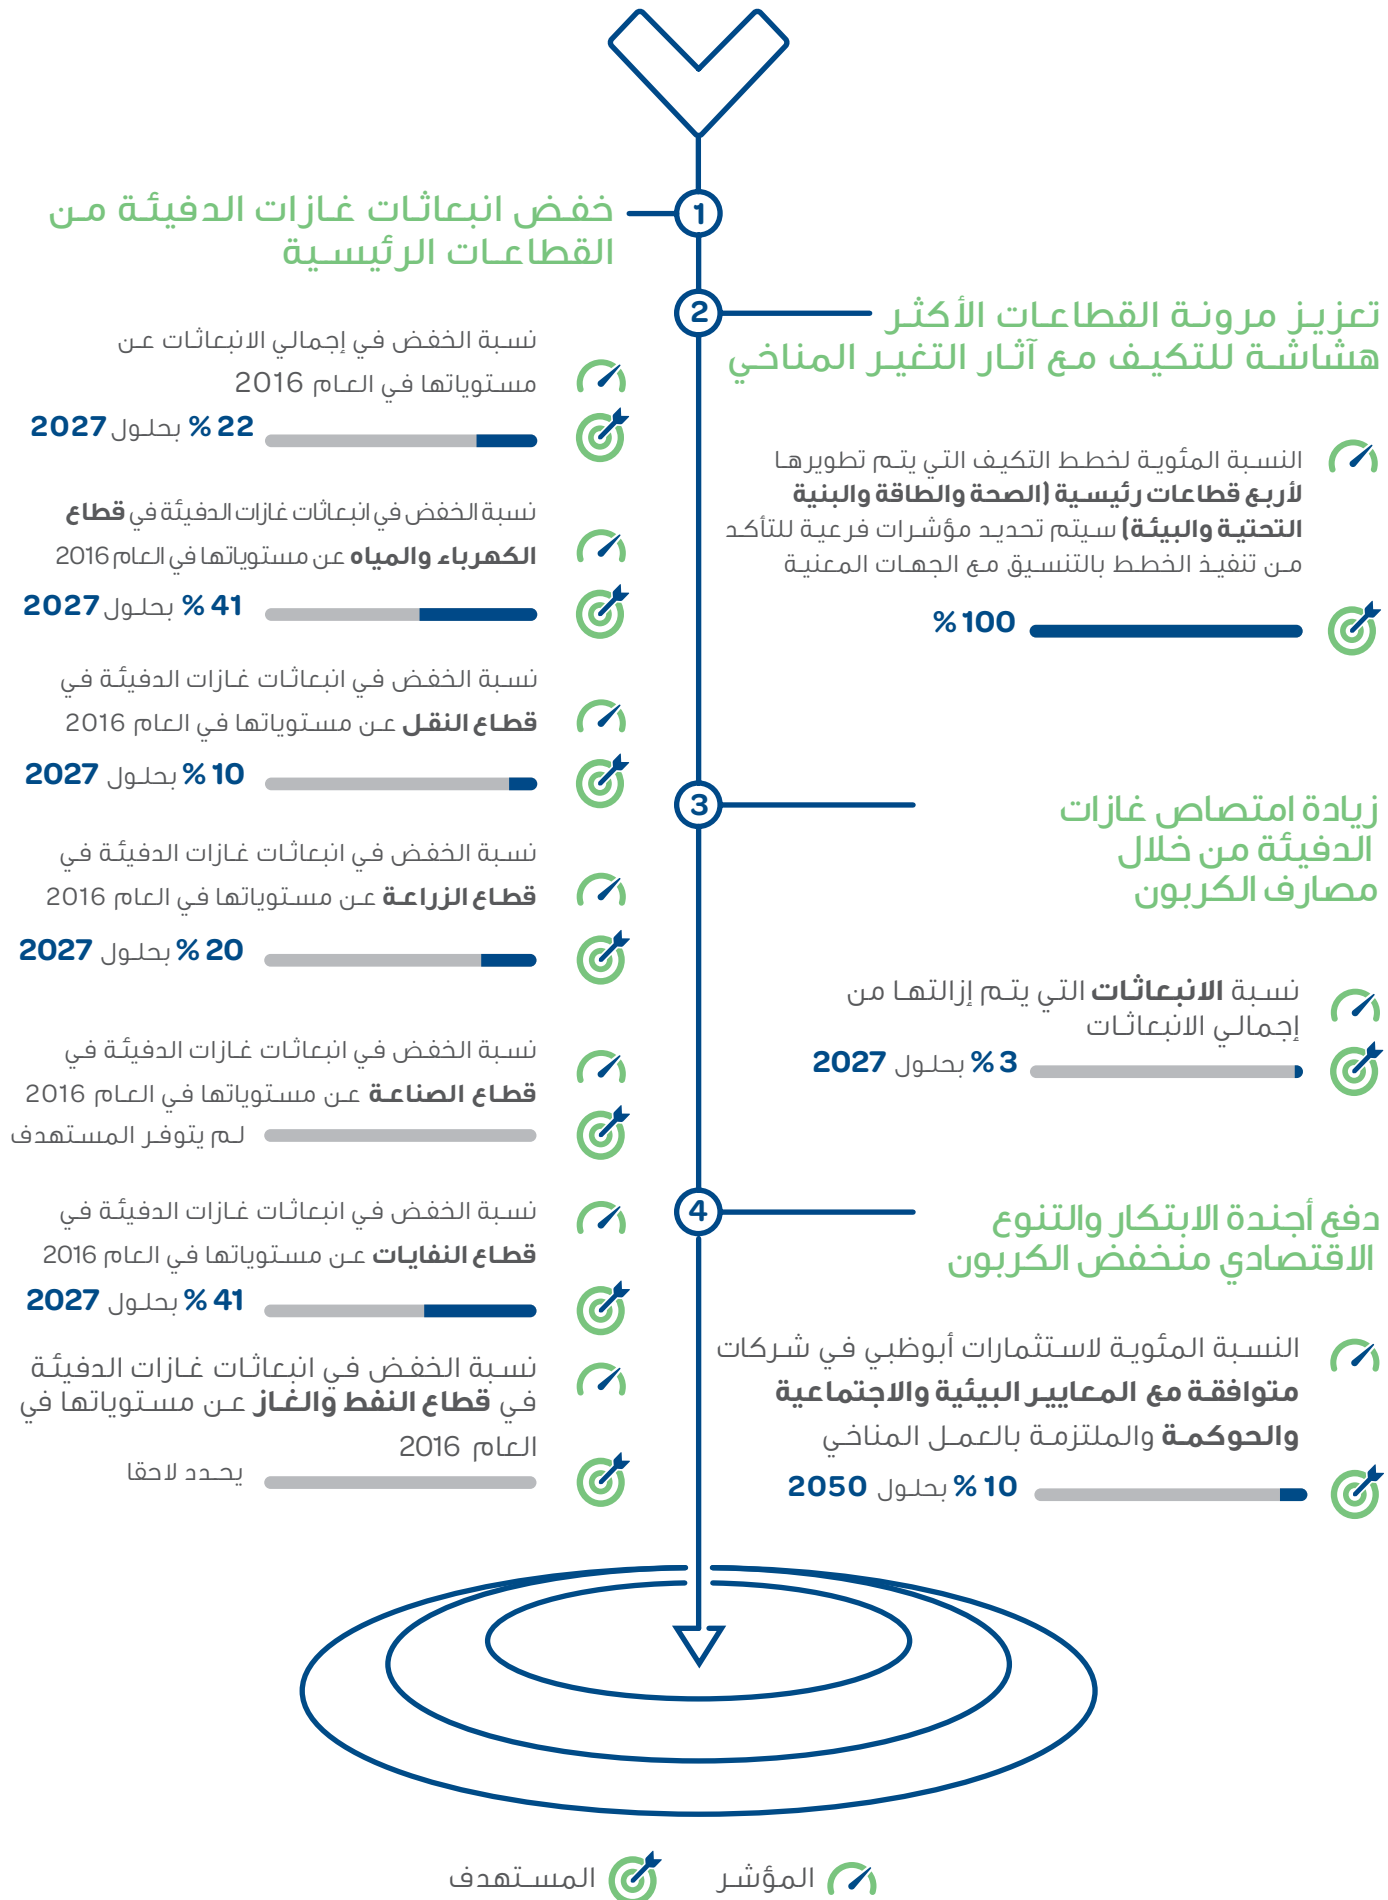 1
خفض انبعاثات غازات الدفيئة من
القطاعات الرئيسية
نسبة الخفض في إجمالي الانبعاثات عن
مستوياتها في العام 2016
22 % بحلول 2027
نسبة الخفض في انبعاثات غازات الدفيئة في قطاع
الكهرباء والمياه عن مستوياتها في العام 2016
41 % بحلول 2027
نسبة الخفض في انبعاثات غازات الدفيئة في
قطاع النقل عن مستوياتها في العام 2016
10 % بحلول 2027
نسبة الخفض في انبعاثات غازات الدفيئة في
قطاع الزراعة عن مستوياتها في العام 2016
20 % بحلول 2027
نسبة الخفض في انبعاثات غازات الدفيئة في
قطاع الصناعة عن مستوياتها في العام 2016
لم يتوفر المستهدف
نسبة الخفض في انبعاثات غازات الدفيئة في
قطاع النفايات عن مستوياتها في العام 2016
41 % بحلول 2027
نسبة الخفض في انبعاثات غازات الدفيئة
في قطاع النفط والغاز عن مستوياتها في
العام 2016
يحدد لاحقا
2
تعزيز مرونة القطاعات الأكثر
هشاشة للتكيف مع آثار التغير المناخي
النسبة المئوية لخطط التكيف التي يتم تطويرها
لأربع قطاعات رئيسية (الصحة والطاقة والبنية
التحتية والبيئة) سيتم تحديد مؤشرات فرعية للتأكد
من تنفيذ الخطط بالتنسيق مع الجهات المعنية
100 %
3
زيادة امتصاص غازات
الدفيئة من خلال
مصارف الكربون
نسبة الانبعاثات التي يتم إزالتها من
إجمالي الانبعاثات
3 % بحلول 2027
4
دفع أجندة الابتكار والتنوع
الاقتصادي منخفض الكربون
النسبة المئوية لاستثمارات أبوظبي في شركات
متوافقة مع المعايير البيئية والاجتماعية
والحوكمة والملتزمة بالعمل المناخي
10 % بحلول 2050
المؤشر
المستهدف